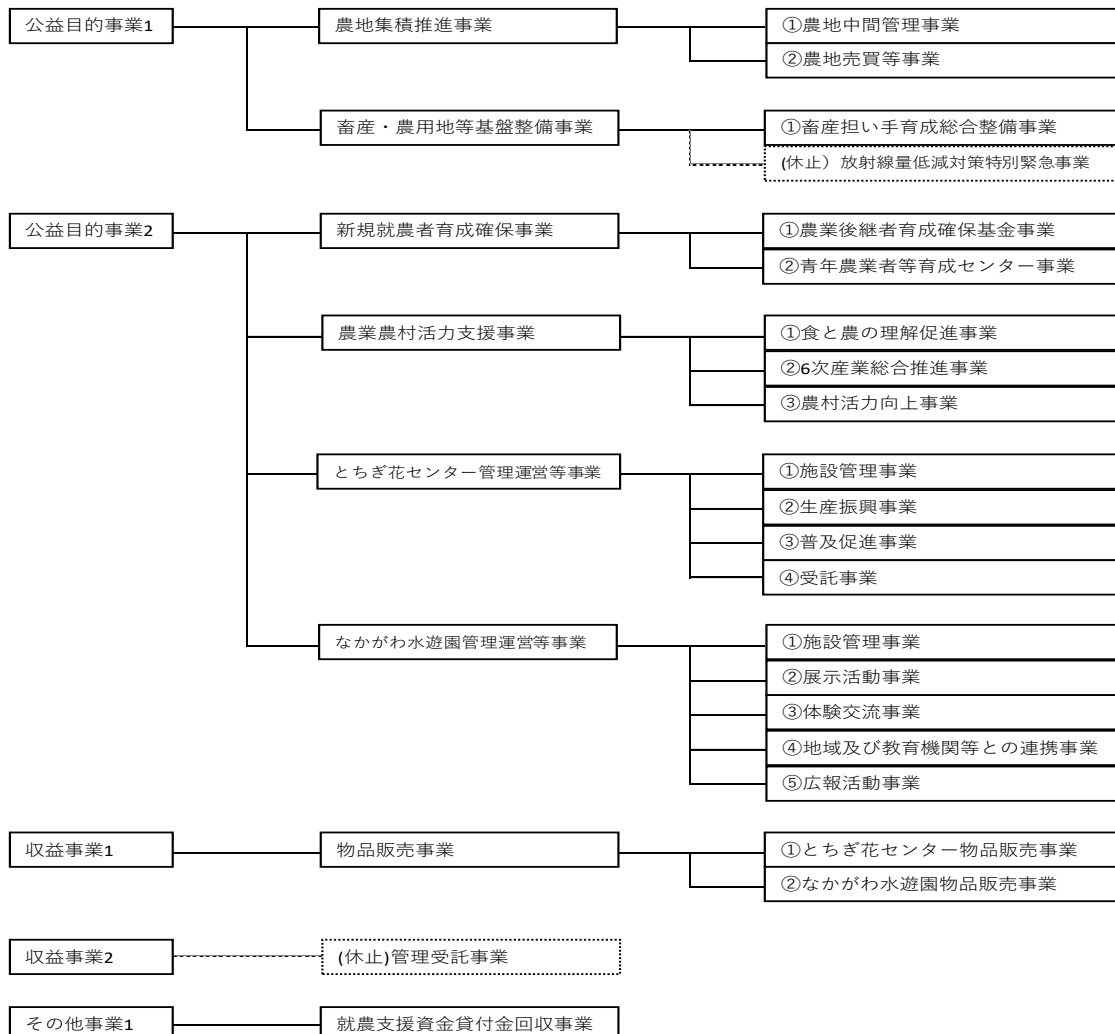 公益目的事業1
農地集積推進事業
①農地中間管理事業
②農地売買等事業
畜産・農用地等基盤整備事業
①畜産担い手育成総合整備事業
(休止）放射線量低減対策特別緊急事業
公益目的事業2
新規就農者育成確保事業
①農業後継者育成確保基金事業
②青年農業者等育成センター事業
農業農村活力支援事業
①食と農の理解促進事業
②6次産業総合推進事業
③農村活力向上事業
とちぎ花センター管理運営等事業
①施設管理事業
②生産振興事業
③普及促進事業
④受託事業
なかがわ水遊園管理運営等事業
①施設管理事業
②展示活動事業
③体験交流事業
④地域及び教育機関等との連携事業
⑤広報活動事業
収益事業1
物品販売事業
①とちぎ花センター物品販売事業
②なかがわ水遊園物品販売事業
収益事業2
(休止)管理受託事業
その他事業1
就農支援資金貸付金回収事業